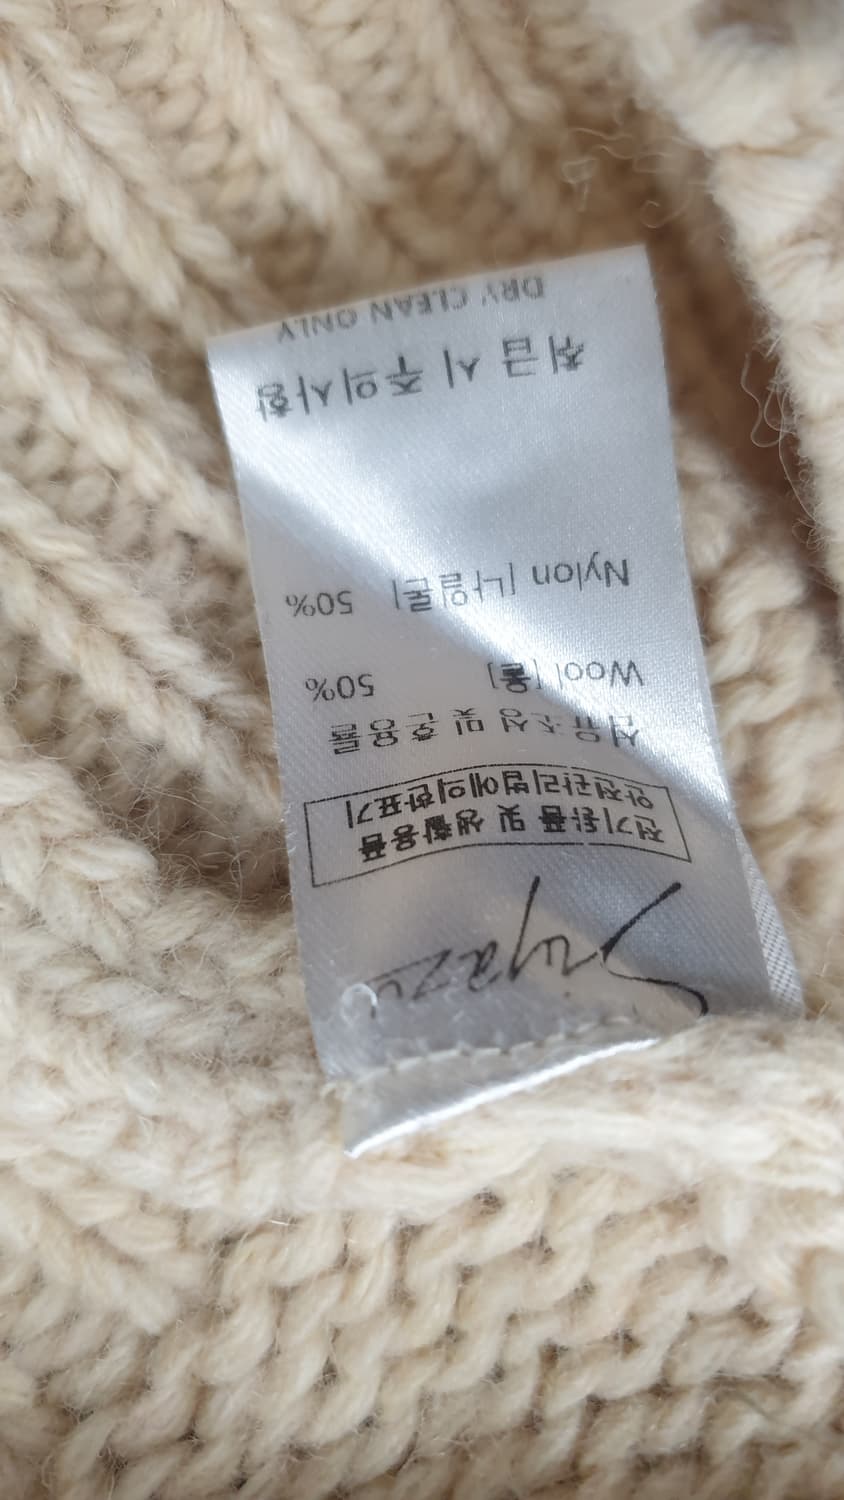 Siyazu
전기용품 및 생활용품
안전관리법에의한표기
섬유조성 및 혼용률
Wool [울] 50%
Nylon [나일론] 50%
취급 시 주의사항
DRY CLEAN ONLY